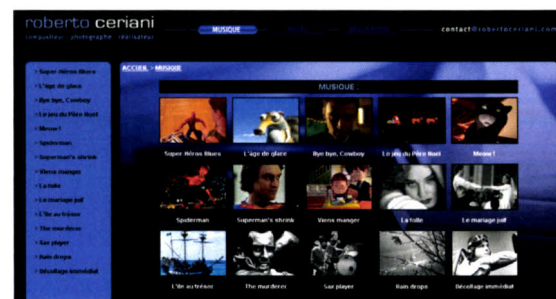 roberto ceriani
compositeur · photographe · réalisateur
MUSIQUE
contact@robertoceriani.com
ACCUEIL > MUSIQUE
MUSIQUE :
> Super Héros Blues
> L'âge de glace
> Bye bye, Cowboy
> Le jeu du Père Noël
> Meow !
> Spiderman
> Superman's shrink
> Viens manger
> La folle
> Le mariage juif
> L'île au trésor
> The murderer
> Sax player
> Rain drops
> Décollage immédiat
Super Héros Blues L'âge de glace Bye bye, Cowboy Le jeu du Père Noël Meow !
Spiderman Superman's shrink Viens manger La folle Le mariage juif
L'île au trésor The murderer Sax player Rain drops Décollage immédiat